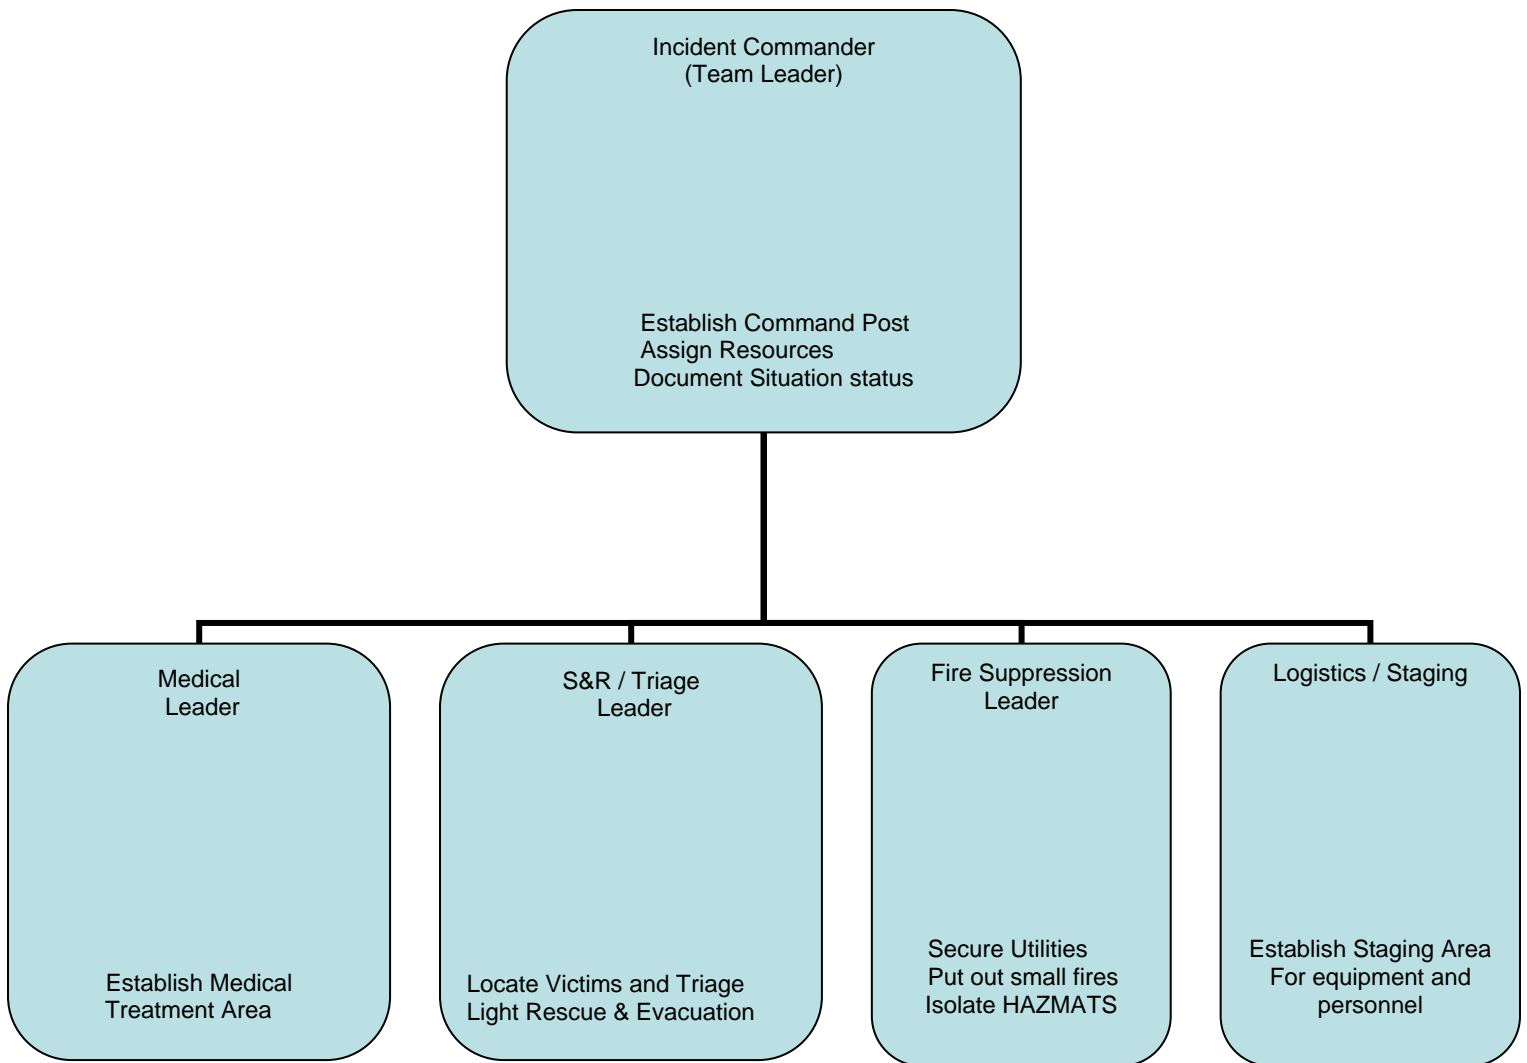 Incident Commander
(Team Leader)
Establish Command Post
Assign Resources
Document Situation status
Medical
Leader
Establish Medical
Treatment Area
S&R / Triage
Leader
Locate Victims and Triage
Light Rescue & Evacuation
Fire Suppression
Leader
Secure Utilities
Put out small fires
Isolate HAZMATS
Logistics / Staging
Establish Staging Area
For equipment and
personnel